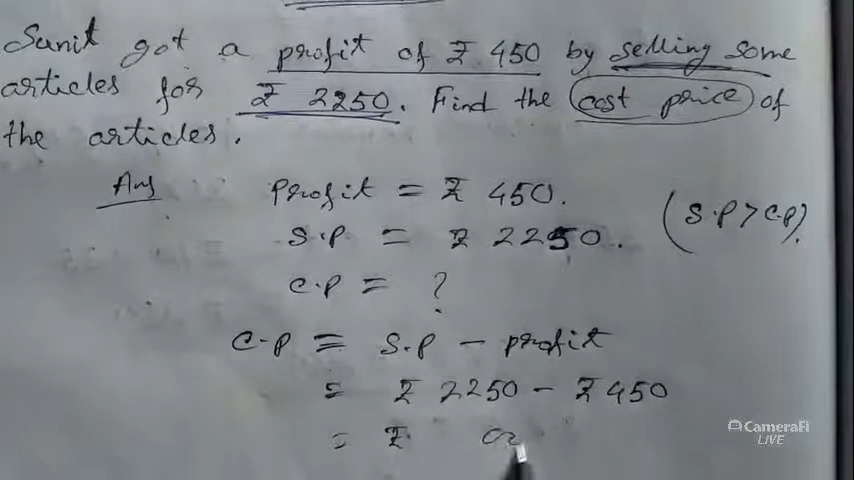 Sunit got a profit of ₹ 450 by selling some
articles for ₹ 2250. Find the cost price of
the articles.
Ans profit = ₹ 450.
S.P = ₹ 2250. (S.P > C.P).
C.P = ?
C.P = S.P - profit
= ₹ 2250 - ₹ 450
= ₹
CameraFi
LIVE